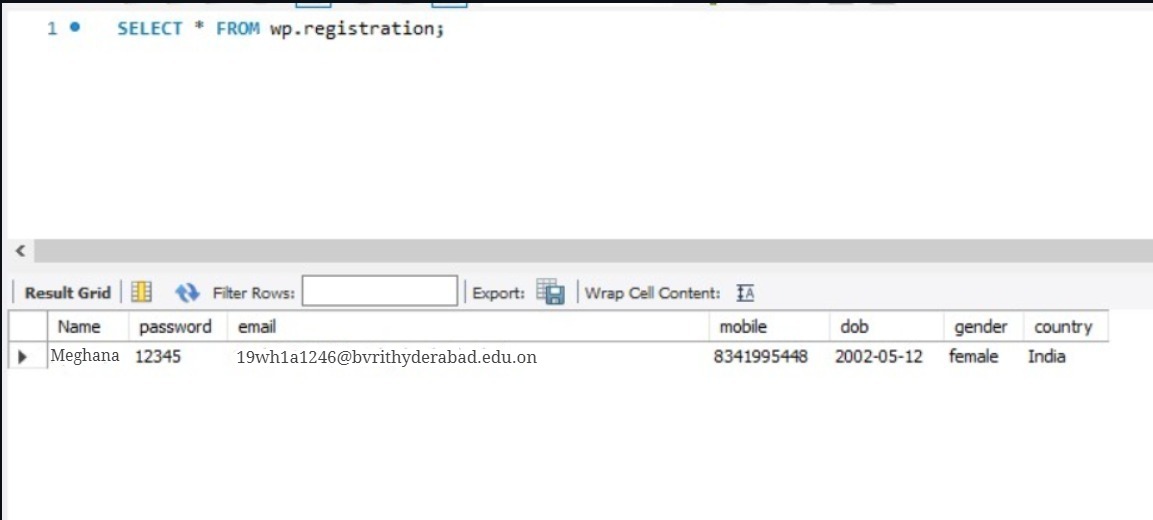 1 SELECT * FROM wp.registration;
Result Grid Filter Rows: Export: Wrap Cell Content: IA
Name password email mobile dob gender country
Meghana 12345 19wh1a1246@bvrithyderabad.edu.on 8341995448 2002-05-12 female India